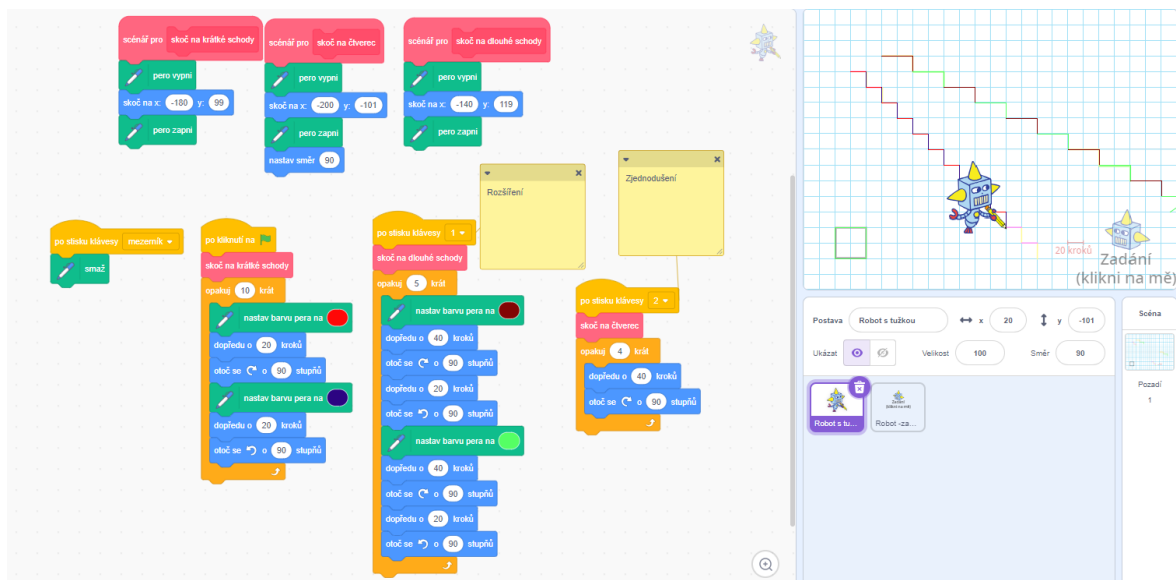 scénář pro skoč na krátké schody
pero vypni
skoč na x: -180 y: 99
pero zapni
scénář pro skoč na čtverec
pero vypni
skoč na x: -200 y: -101
pero zapni
nastav směr 90
scénář pro skoč na dlouhé schody
pero vypni
skoč na x: -140 y: 119
pero zapni
Rozšíření
Zjednodušení
po stisku klávesy mezerník
smaž
po kliknutí na
skoč na krátké schody
opakuj 10 krát
nastav barvu pera na
dopředu o 20 kroků
otoč se o 90 stupňů
nastav barvu pera na
dopředu o 20 kroků
otoč se o 90 stupňů
po stisku klávesy 1
skoč na dlouhé schody
opakuj 5 krát
nastav barvu pera na
dopředu o 40 kroků
otoč se o 90 stupňů
dopředu o 20 kroků
otoč se o 90 stupňů
nastav barvu pera na
dopředu o 40 kroků
otoč se o 90 stupňů
dopředu o 20 kroků
otoč se o 90 stupňů
po stisku klávesy 2
skoč na čtverec
opakuj 4 krát
dopředu o 40 kroků
otoč se o 90 stupňů
20 kroků
Zadání
(klikni na mě)
Postava Robot s tužkou x 20 y -101
Ukázat Velikost 100 Směr 90
Robot s tu...
Zadání
(klikni na mě)
Robot -za...
Scéna
Pozadí
1